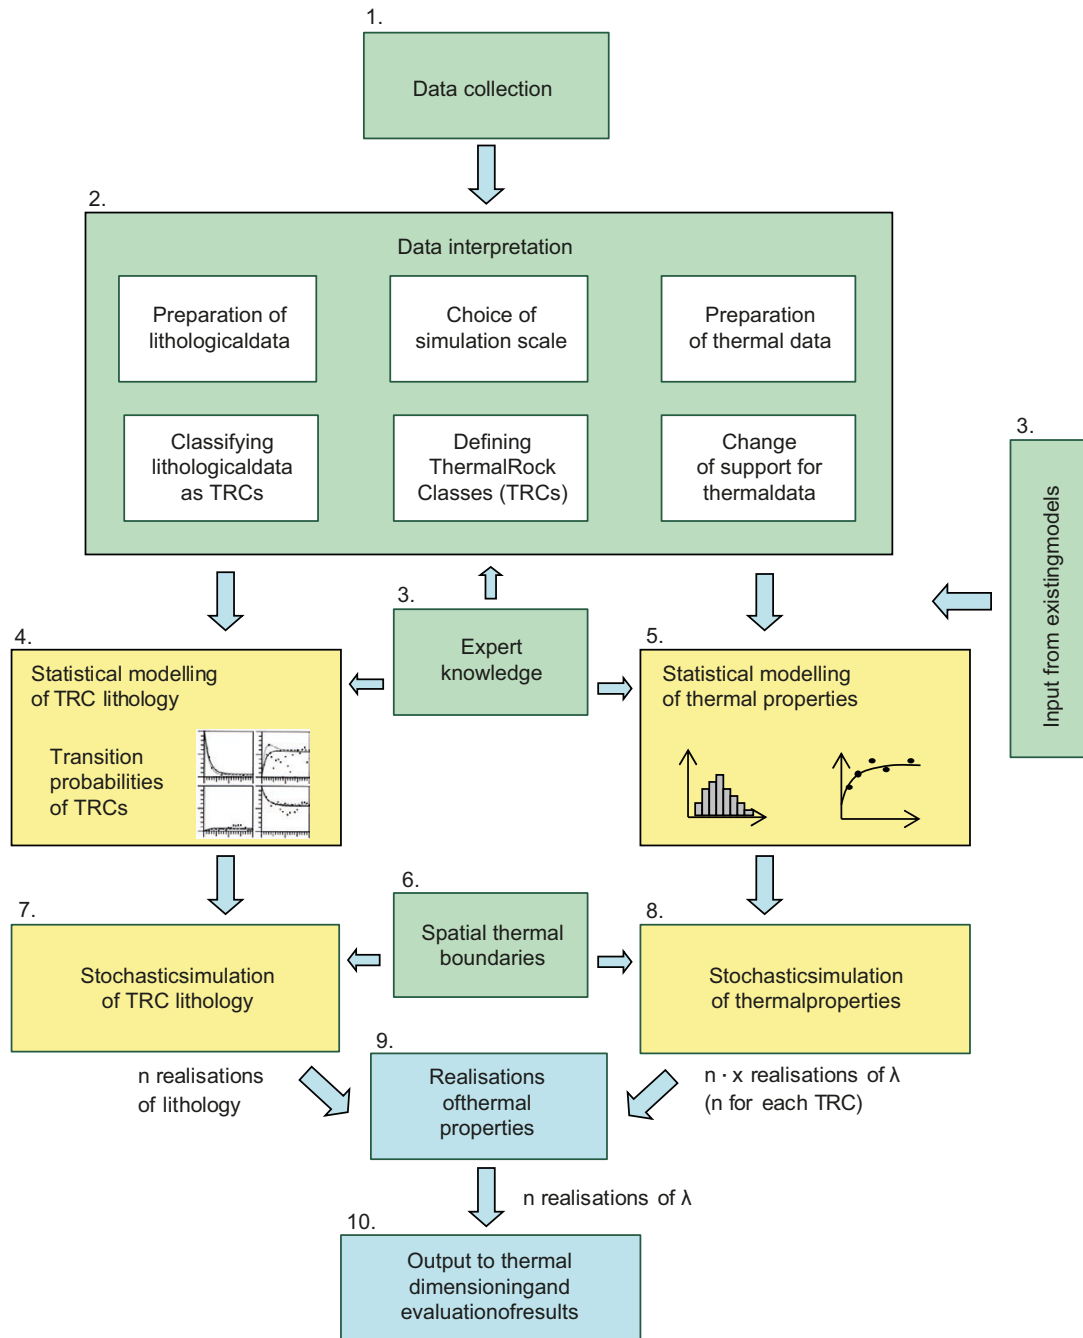 1.
Data collection
2.
Data interpretation
Preparation of
lithologicaldata
Choice of
simulation scale
Preparation
of thermal data
Classifying
lithologicaldata
as TRCs
Defining
ThermalRock
Classes (TRCs)
Change
of support for
thermaldata
3.
Input from existingmodels
3.
Expert
knowledge
4.
Statistical modelling
of TRC lithology
Transition
probabilities
of TRCs
5.
Statistical modelling
of thermal properties
6.
Spatial thermal
boundaries
7.
Stochasticsimulation
of TRC lithology
8.
Stochasticsimulation
of thermalproperties
n realisations
of lithology
9.
Realisations
ofthermal
properties
n · x realisations of λ
(n for each TRC)
n realisations of λ
10.
Output to thermal
dimensioningand
evaluationofresults